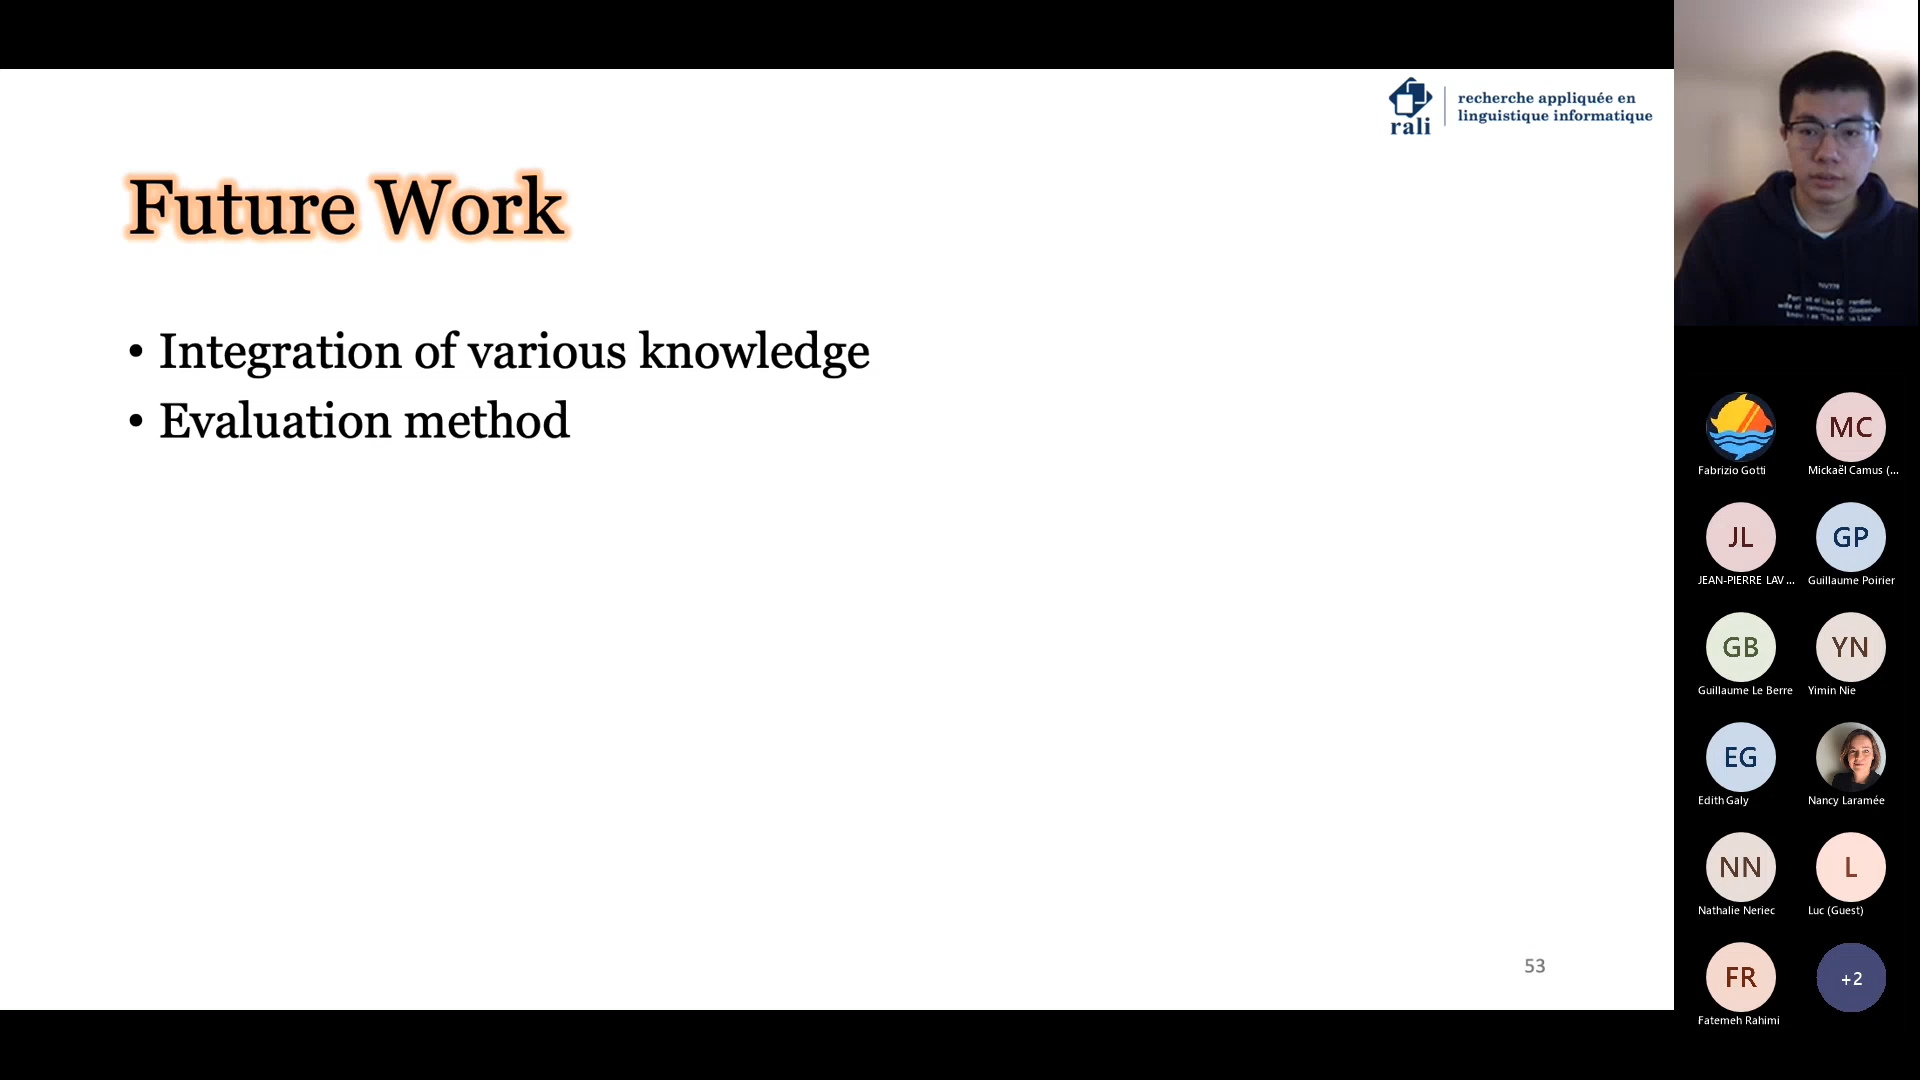 rali
recherche appliquée en
linguistique informatique
Future Work
• Integration of various knowledge
• Evaluation method
53
Fabrizio Gotti
MC
Mickaël Camus (...
JL
JEAN-PIERRE LAV...
GP
Guillaume Poirier
GB
Guillaume Le Berre
YN
Yimin Nie
EG
Edith Galy
Nancy Laramée
NN
Nathalie Neriec
L
Luc (Guest)
FR
Fatemeh Rahimi
+2